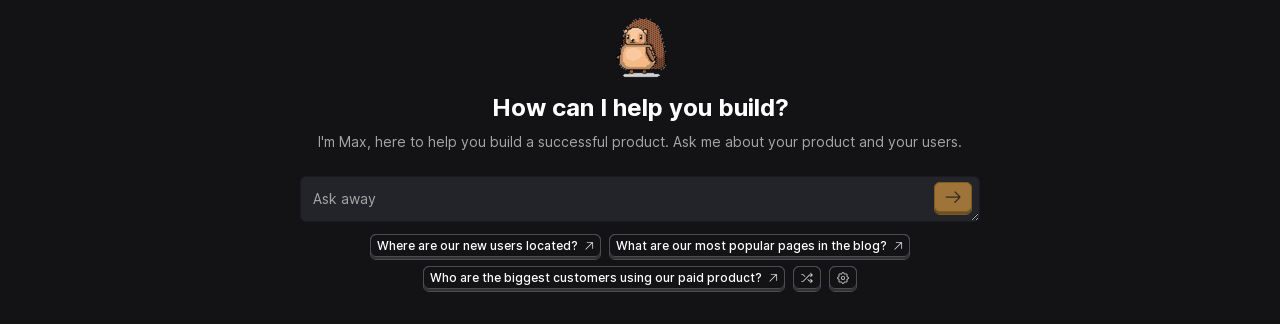 How can I help you build?
I'm Max, here to help you build a successful product. Ask me about your product and your users.
Ask away
Where are our new users located?
What are our most popular pages in the blog?
Who are the biggest customers using our paid product?